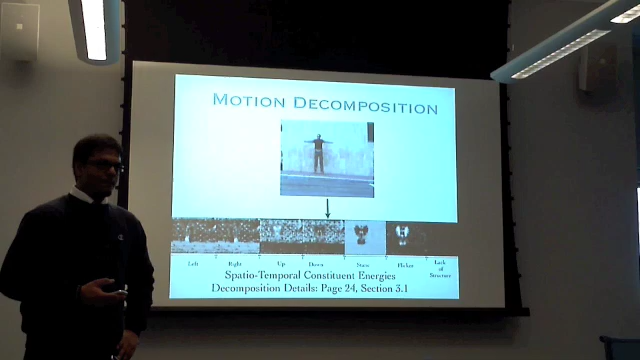 MOTION DECOMPOSITION
Left Right Up Down Static Flicker Lack
of
Structure
Spatio-Temporal Constituent Energies
Decomposition Details: Page 24, Section 3.1